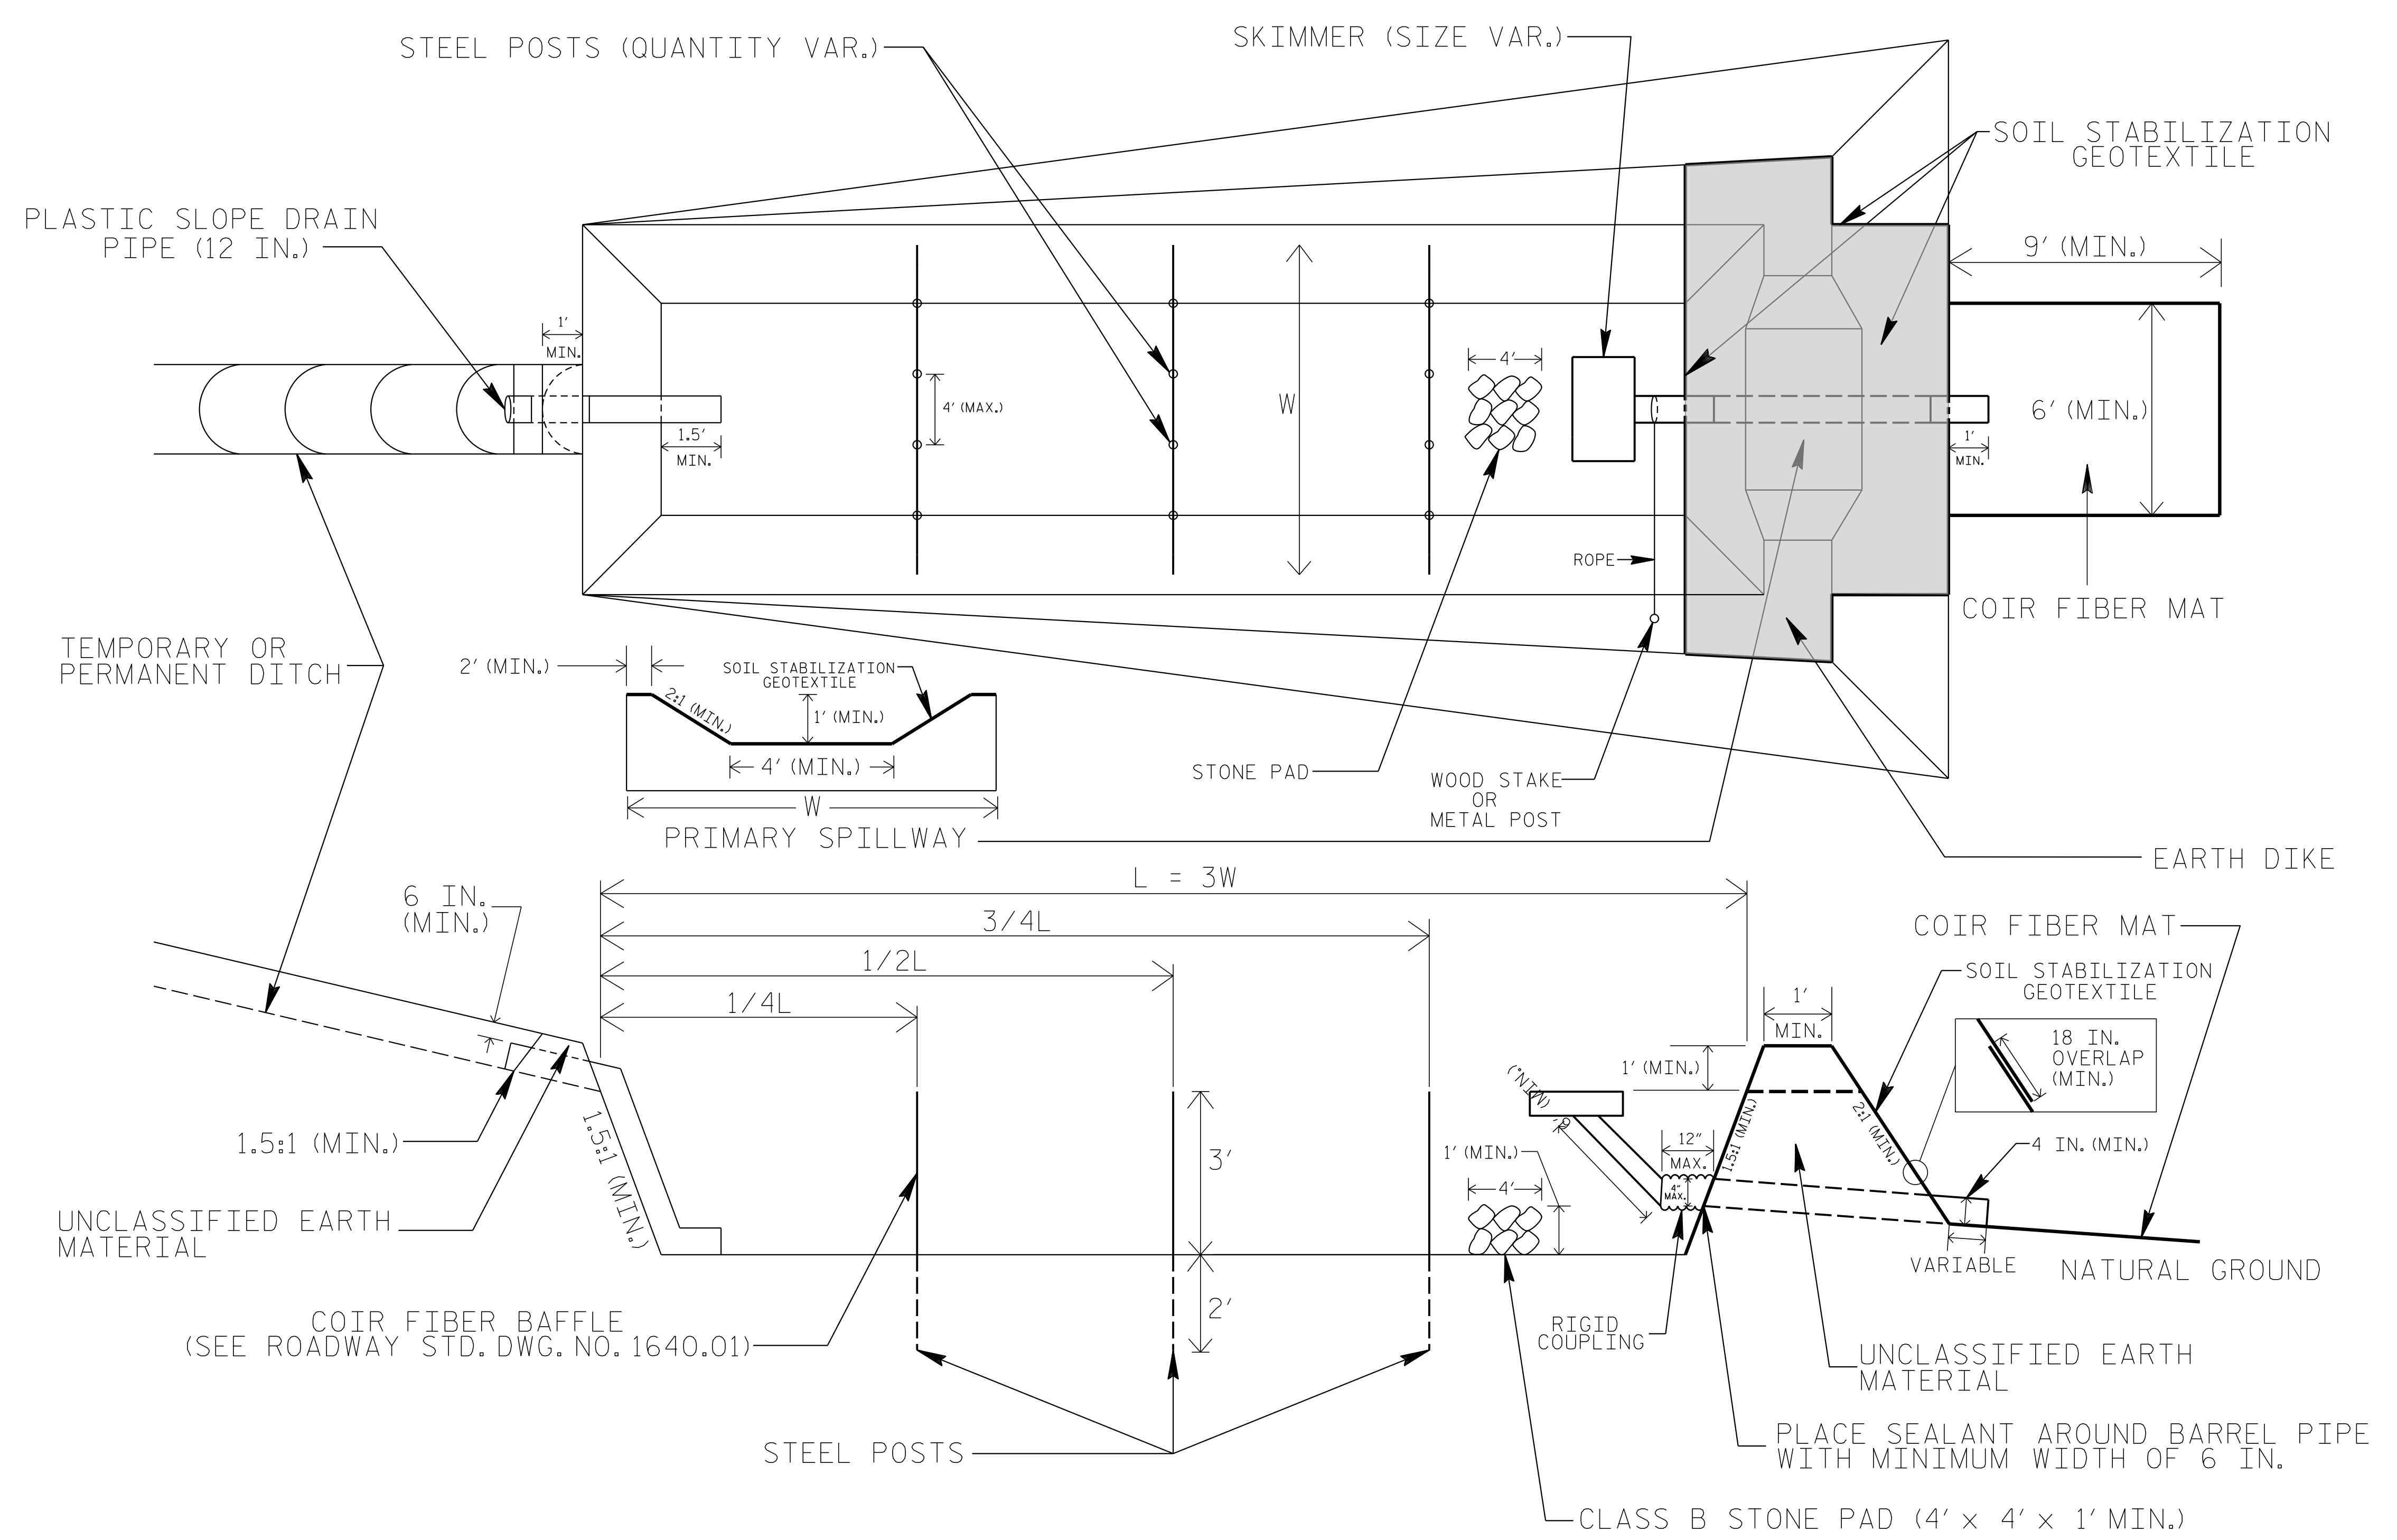 STEEL POSTS (QUANTITY VAR.)
SKIMMER (SIZE VAR.)
SOIL STABILIZATION
GEOTEXTILE
PLASTIC SLOPE DRAIN
PIPE (12 IN.)
9' (MIN.)
1'
MIN.
4'
W
4' (MAX.)
6' (MIN.)
1.5'
MIN.
1'
MIN.
ROPE
COIR FIBER MAT
TEMPORARY OR
PERMANENT DITCH
2' (MIN.)
SOIL STABILIZATION
GEOTEXTILE
2:1 (MIN.)
1' (MIN.)
4' (MIN.)
W
STONE PAD
WOOD STAKE
OR
METAL POST
PRIMARY SPILLWAY
EARTH DIKE
L = 3W
6 IN.
(MIN.)
3/4L
COIR FIBER MAT
1/2L
SOIL STABILIZATION
GEOTEXTILE
1/4L
1'
MIN.
18 IN.
OVERLAP
(MIN.)
1' (MIN.)
(MIN.)
1.5:1 (MIN.)
2:1 (MIN.)
1.5:1 (MIN.)
1.5:1 (MIN.)
12"
MAX.
4 IN. (MIN.)
1' (MIN.)
3'
4'
4"
MAX.
UNCLASSIFIED EARTH
MATERIAL
VARIABLE
NATURAL GROUND
2'
COIR FIBER BAFFLE
(SEE ROADWAY STD. DWG. NO. 1640.01)
RIGID
COUPLING
UNCLASSIFIED EARTH
MATERIAL
STEEL POSTS
PLACE SEALANT AROUND BARREL PIPE
WITH MINIMUM WIDTH OF 6 IN.
CLASS B STONE PAD (4' x 4' x 1' MIN.)